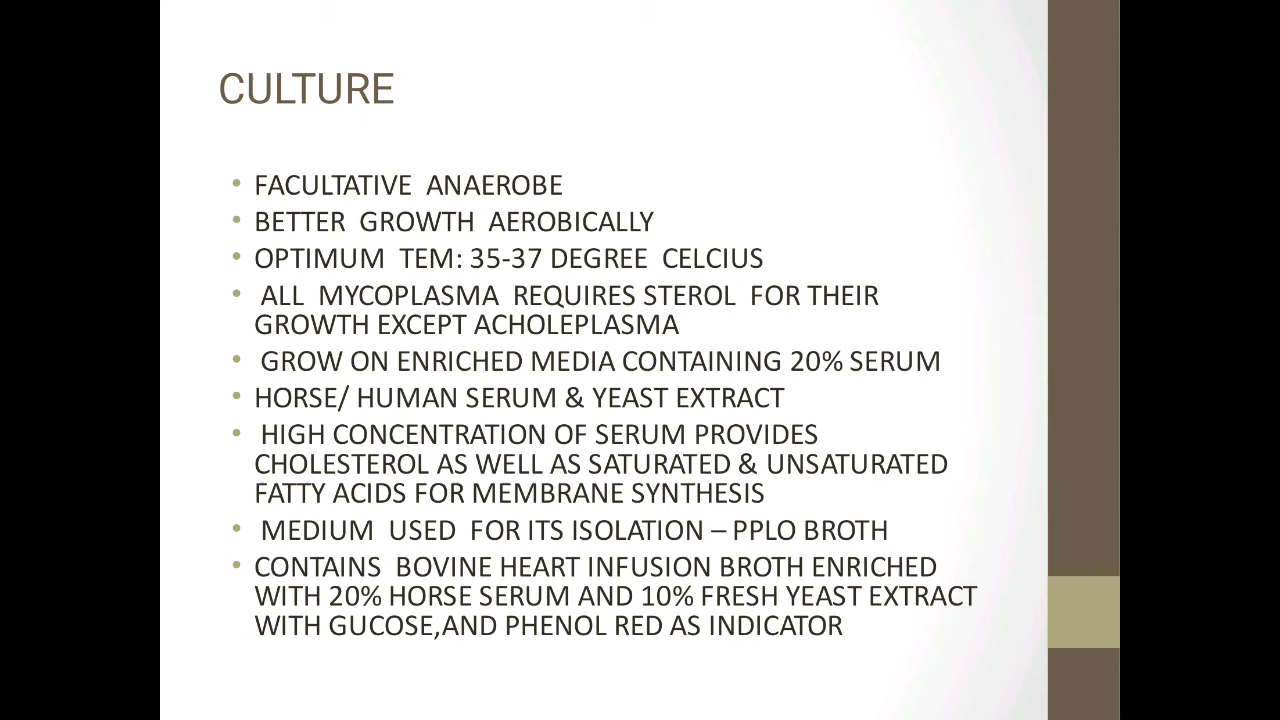 CULTURE
• FACULTATIVE ANAEROBE
• BETTER GROWTH AEROBICALLY
• OPTIMUM TEM: 35-37 DEGREE CELCIUS
• ALL MYCOPLASMA REQUIRES STEROL FOR THEIR
GROWTH EXCEPT ACHOLEPLASMA
• GROW ON ENRICHED MEDIA CONTAINING 20% SERUM
• HORSE/ HUMAN SERUM & YEAST EXTRACT
• HIGH CONCENTRATION OF SERUM PROVIDES
CHOLESTEROL AS WELL AS SATURATED & UNSATURATED
FATTY ACIDS FOR MEMBRANE SYNTHESIS
• MEDIUM USED FOR ITS ISOLATION – PPLO BROTH
• CONTAINS BOVINE HEART INFUSION BROTH ENRICHED
WITH 20% HORSE SERUM AND 10% FRESH YEAST EXTRACT
WITH GUCOSE,AND PHENOL RED AS INDICATOR